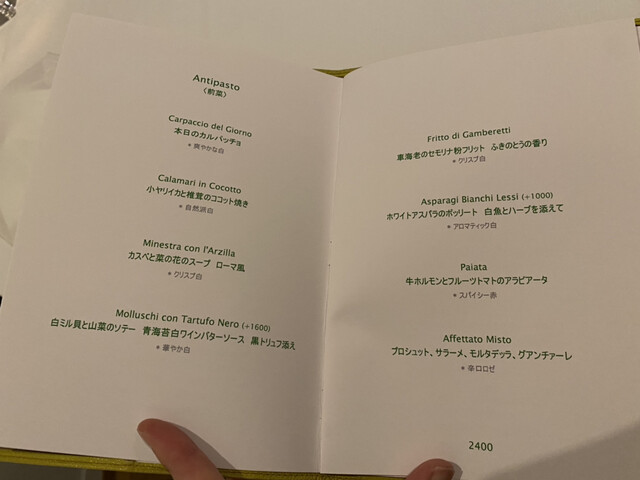 Antipasto
〈前菜〉
Carpaccio del Giorno
本日のカルパッチョ
* 爽やかな白
Calamari in Cocotto
小ヤリイカと椎茸のココット焼き
* 自然派白
Minestra con l'Arzilla
カスベと菜の花のスープ ローマ風
* クリスプ白
Molluschi con Tartufo Nero (+1600)
白ミル貝と山菜のソテー 青海苔白ワインバターソース 黒トリュフ添え
* 華やか白
Fritto di Gamberetti
車海老のセモリナ粉フリット ふきのとうの香り
* クリスプ白
Asparagi Bianchi Lessi (+1000)
ホワイトアスパラのボッリート 白魚とハーブを添えて
* アロマティック白
Paiata
牛ホルモンとフルーツトマトのアラビアータ
* スパイシー赤
Affettato Misto
プロシュット、サラーメ、モルタデッラ、グアンチャーレ
* 辛口ロゼ
2400